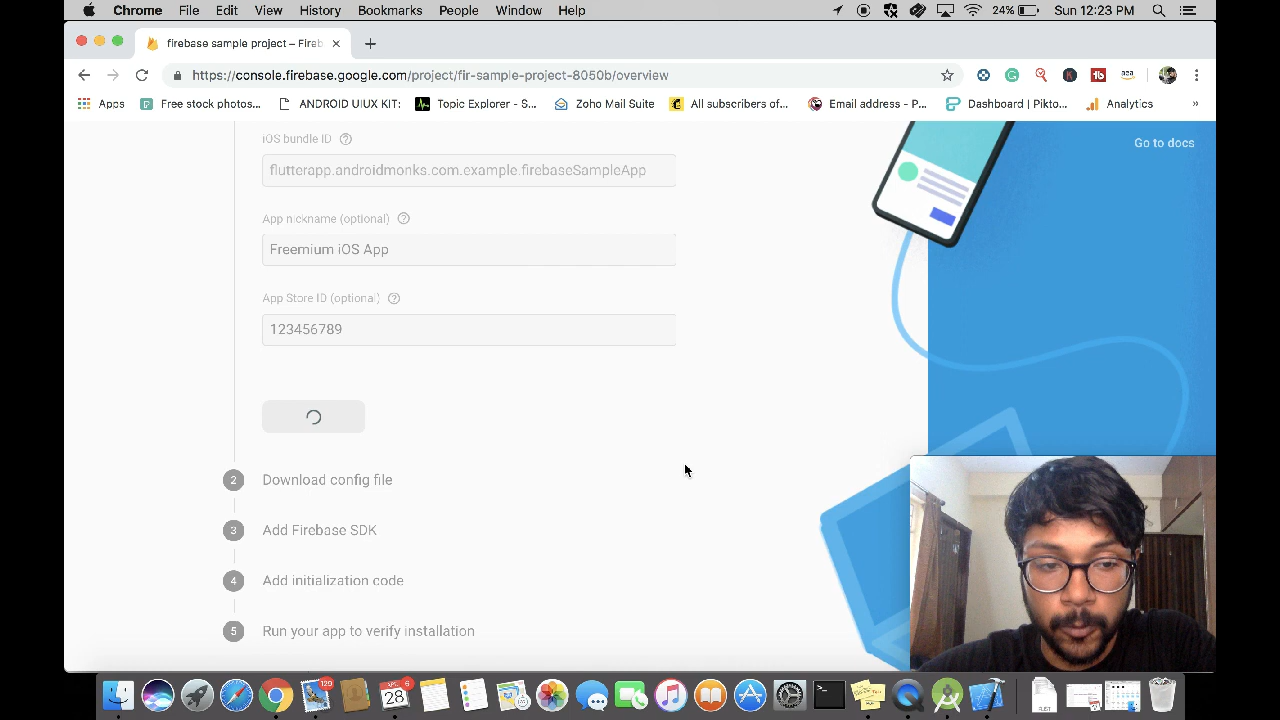 Chrome File Edit View History Bookmarks People Window Help 24% Sun 12:23 PM
firebase sample project – Fireb
https://console.firebase.google.com/project/fir-sample-project-8050b/overview
Apps Free stock photos... ANDROID UIUX KIT: Topic Explorer - S... Zoho Mail Suite All subscribers of... Email address - P... Dashboard | Pikto... Analytics »
Go to docs
iOS bundle ID
flutterapp.androidmonks.com.example.firebaseSampleApp
App nickname (optional)
Freemium iOS App
App Store ID (optional)
123456789
2 Download config file
3 Add Firebase SDK
4 Add initialization code
5 Run your app to verify installation
129
28
6